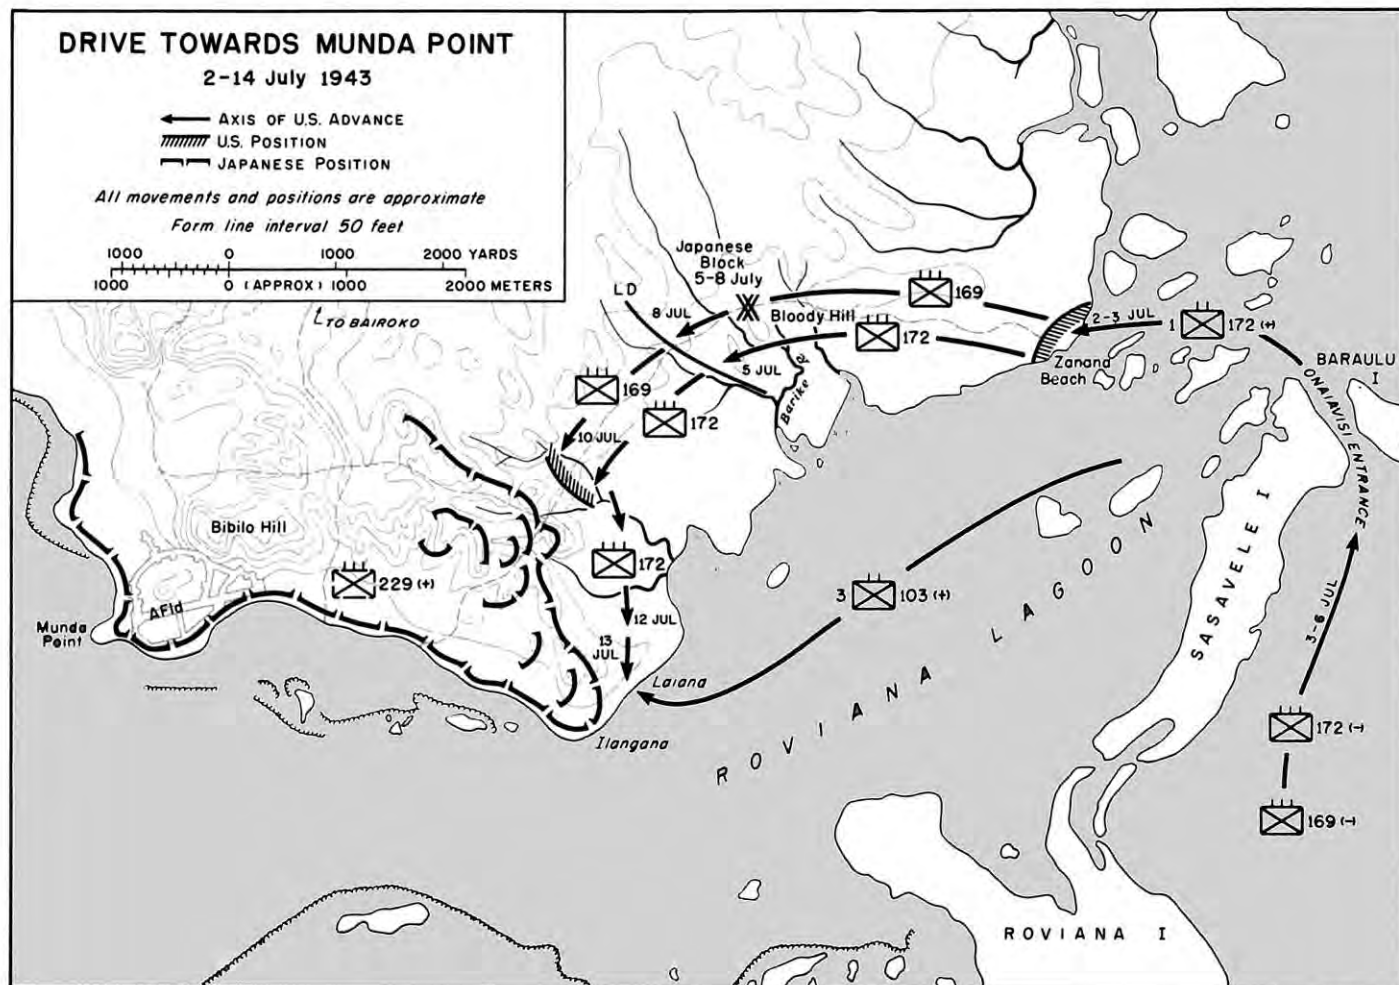 DRIVE TOWARDS MUNDA POINT
2-14 July 1943
AXIS OF U.S. ADVANCE
U.S. POSITION
JAPANESE POSITION
All movements and positions are approximate
Form line interval 50 feet
1000 0 1000 2000 YARDS
1000 0 (APPROX) 1000 2000 METERS
TO BAIROKO
Japanese
Block
5-8 July
LD
8 JUL
Bloody Hill
169
172
5 JUL
Barike R.
2-3 JUL
1 172 (+)
Zanana
Beach
BARAULU
I
ONAIAVISI ENTRANCE
169
172
10 JUL
Bibilo Hill
229 (+)
AFld
Munda
Point
172
12 JUL
13
JUL
Laiana
Ilangana
3 103 (+)
ROVIANA LAGOON
SASAVELE I
3-6 JUL
172 (-)
169 (-)
ROVIANA I